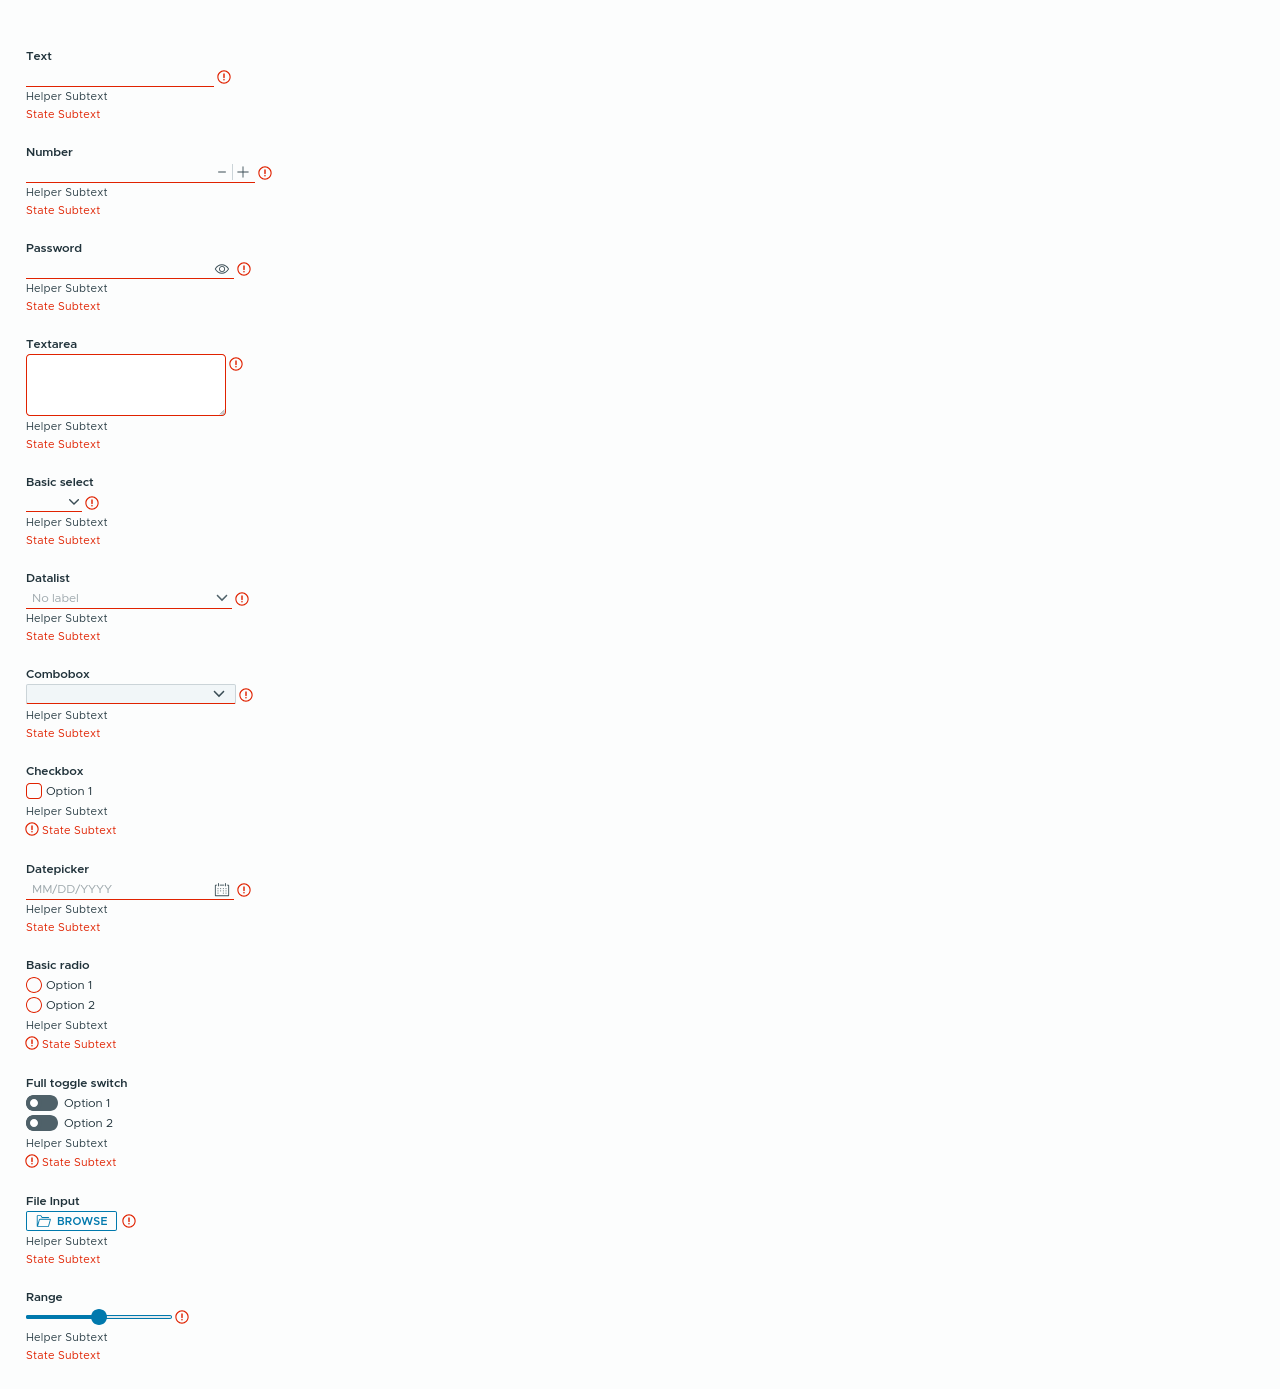 Text
Helper Subtext
State Subtext
Number
Helper Subtext
State Subtext
Password
Helper Subtext
State Subtext
Textarea
Helper Subtext
State Subtext
Basic select
Helper Subtext
State Subtext
Datalist
No label
Helper Subtext
State Subtext
Combobox
Helper Subtext
State Subtext
Checkbox
Option 1
Helper Subtext
State Subtext
Datepicker
MM/DD/YYYY
Helper Subtext
State Subtext
Basic radio
Option 1
Option 2
Helper Subtext
State Subtext
Full toggle switch
Option 1
Option 2
Helper Subtext
State Subtext
File Input
BROWSE
Helper Subtext
State Subtext
Range
Helper Subtext
State Subtext